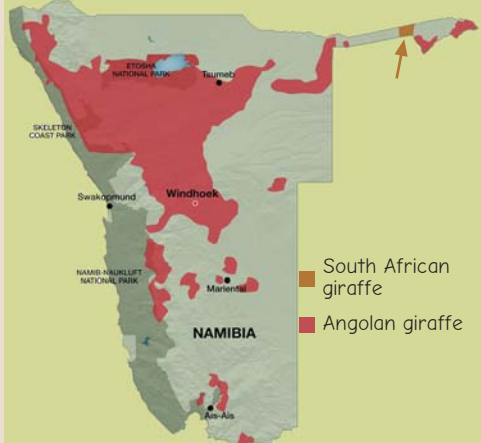 ETOSHA
NATIONAL PARK
Tsumeb
SKELETON
COAST PARK
Swakopmund
Windhoek
NAMIB-NAUKLUFT
NATIONAL PARK
Mariental
NAMIBIA
Ais-Ais
South African
giraffe
Angolan giraffe